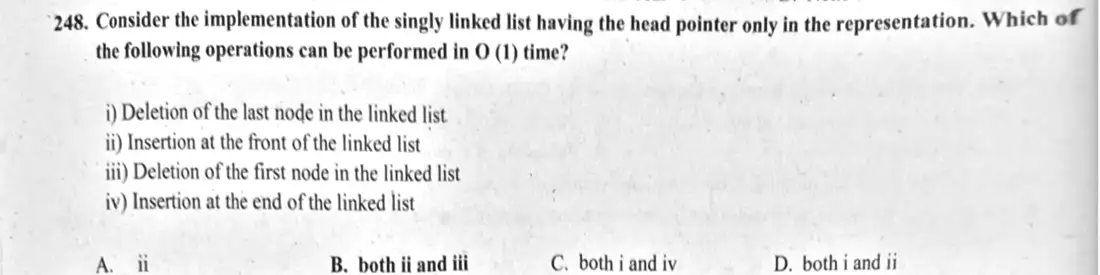 248. Consider the implementation of the singly linked list having the head pointer only in the representation. Which of
the following operations can be performed in O (1) time?
i) Deletion of the last node in the linked list
ii) Insertion at the front of the linked list
iii) Deletion of the first node in the linked list
iv) Insertion at the end of the linked list
A. ii B. both ii and iii C. both i and iv D. both i and ii